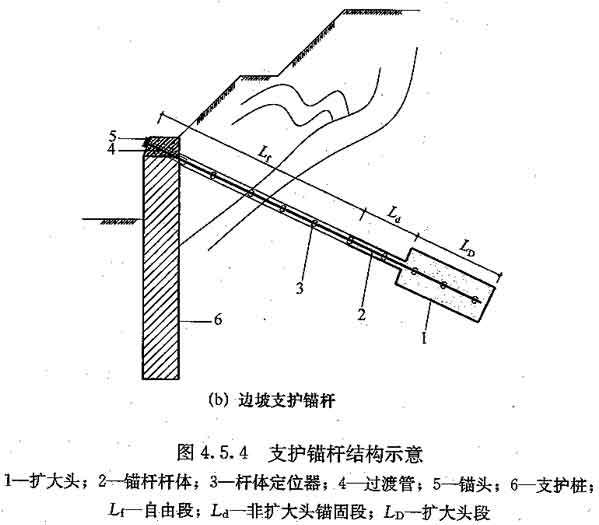 5
4
L_f
L_d
L_D
3
2
1
6
(b) 边坡支护锚杆
图 4.5.4 支护锚杆结构示意
1—扩大头；2—锚杆杆体；3—杆体定位器；4—过渡管；5—锚头；6—支护桩；
L_f—自由段；L_d—非扩大头锚固段；L_D—扩大头段